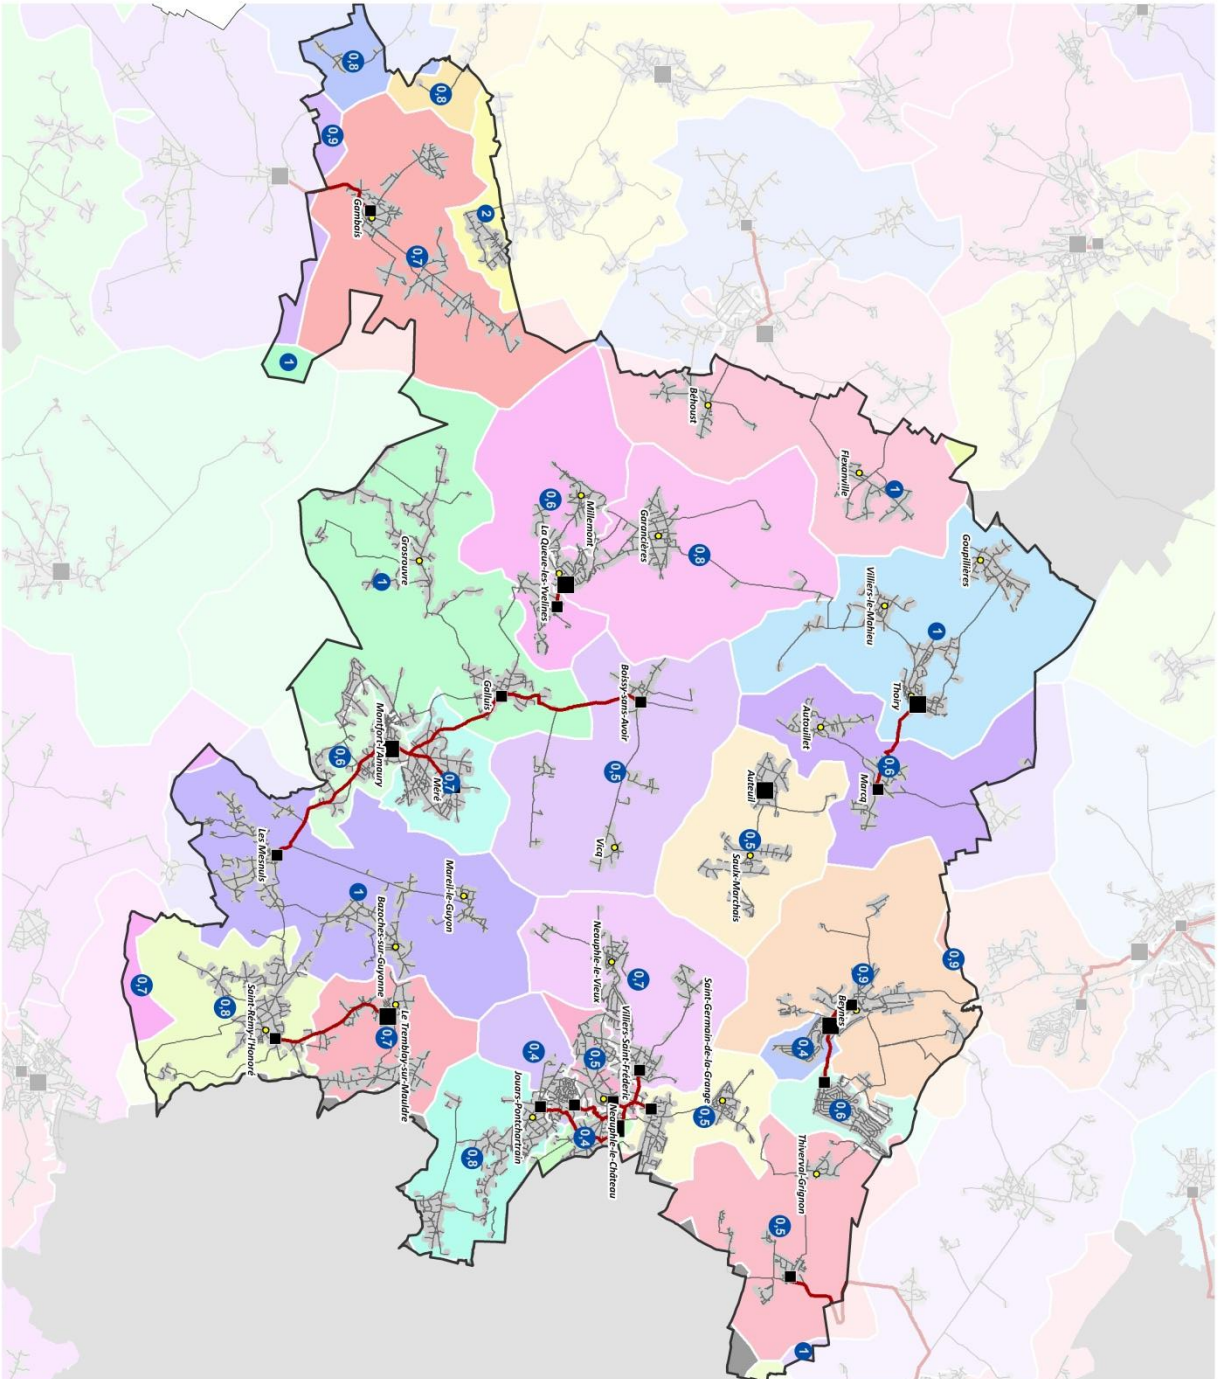 0,8
0,8
0,9
2
Gambais
0,7
1
Béhoust
Flexanville
1
0,6
Millemont
La Queue-les-Yvelines
Garancières
0,8
Goupillières
Villiers-le-Mahieu
1
Thoiry
Grosrouvre
1
Galluis
Boissy-sans-Avoir
Autouillet
0,6
Marcq
Montfort-l'Amaury
0,6
Méré
0,7
0,5
Vicq
Auteuil
0,5
Saulx-Marchais
Les Mesnuls
Mareil-le-Guyon
1
Bazoches-sur-Guyonne
Neauphle-le-Vieux
0,7
0,9
0,9
Beynes
0,4
0,7
0,8
Saint-Rémy-l'Honoré
Le Tremblay-sur-Mauldre
0,7
0,4
Jouars-Pontchartrain
0,5
Villiers-Saint-Fréderic
Saint-Germain-de-la-Grange
0,5
0,6
0,4
Neauphle-le-Château
0,8
Thiverval-Grignon
0,5
1